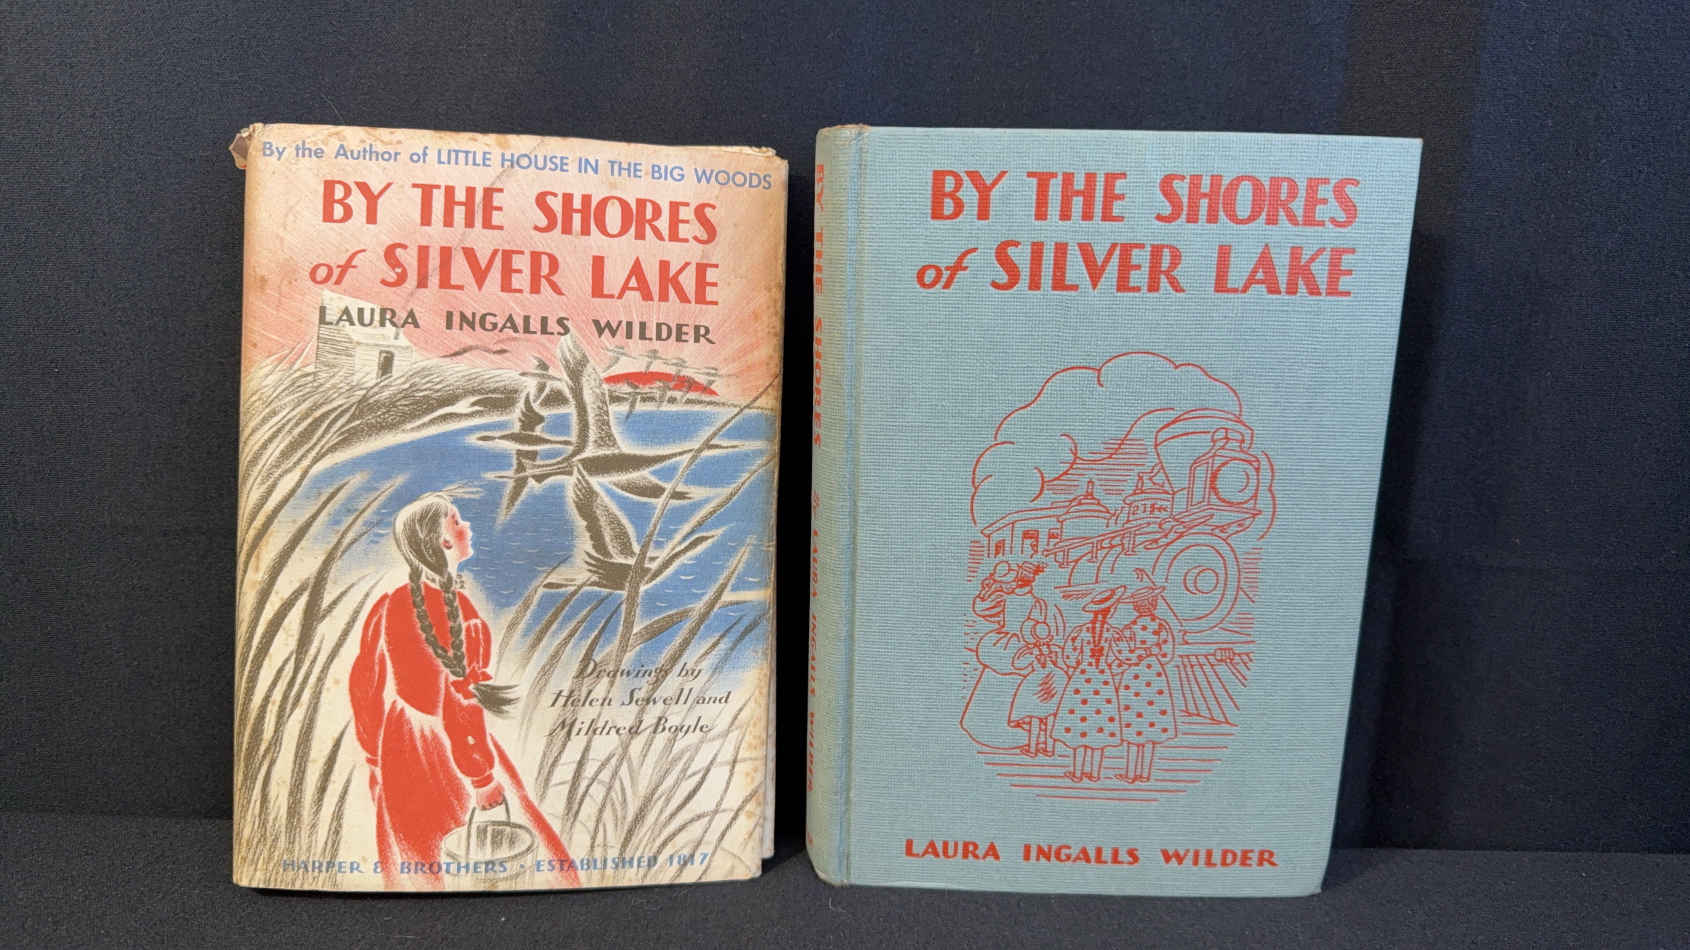 By the Author of LITTLE HOUSE IN THE BIG WOODS
BY THE SHORES
of SILVER LAKE
LAURA INGALLS WILDER
Drawings by
Helen Sewell and
Mildred Boyle
HARPER & BROTHERS · ESTABLISHED 1817
BY THE SHORES
By LAURA INGALLS WILDER
BY THE SHORES
of SILVER LAKE
218
LAURA INGALLS WILDER